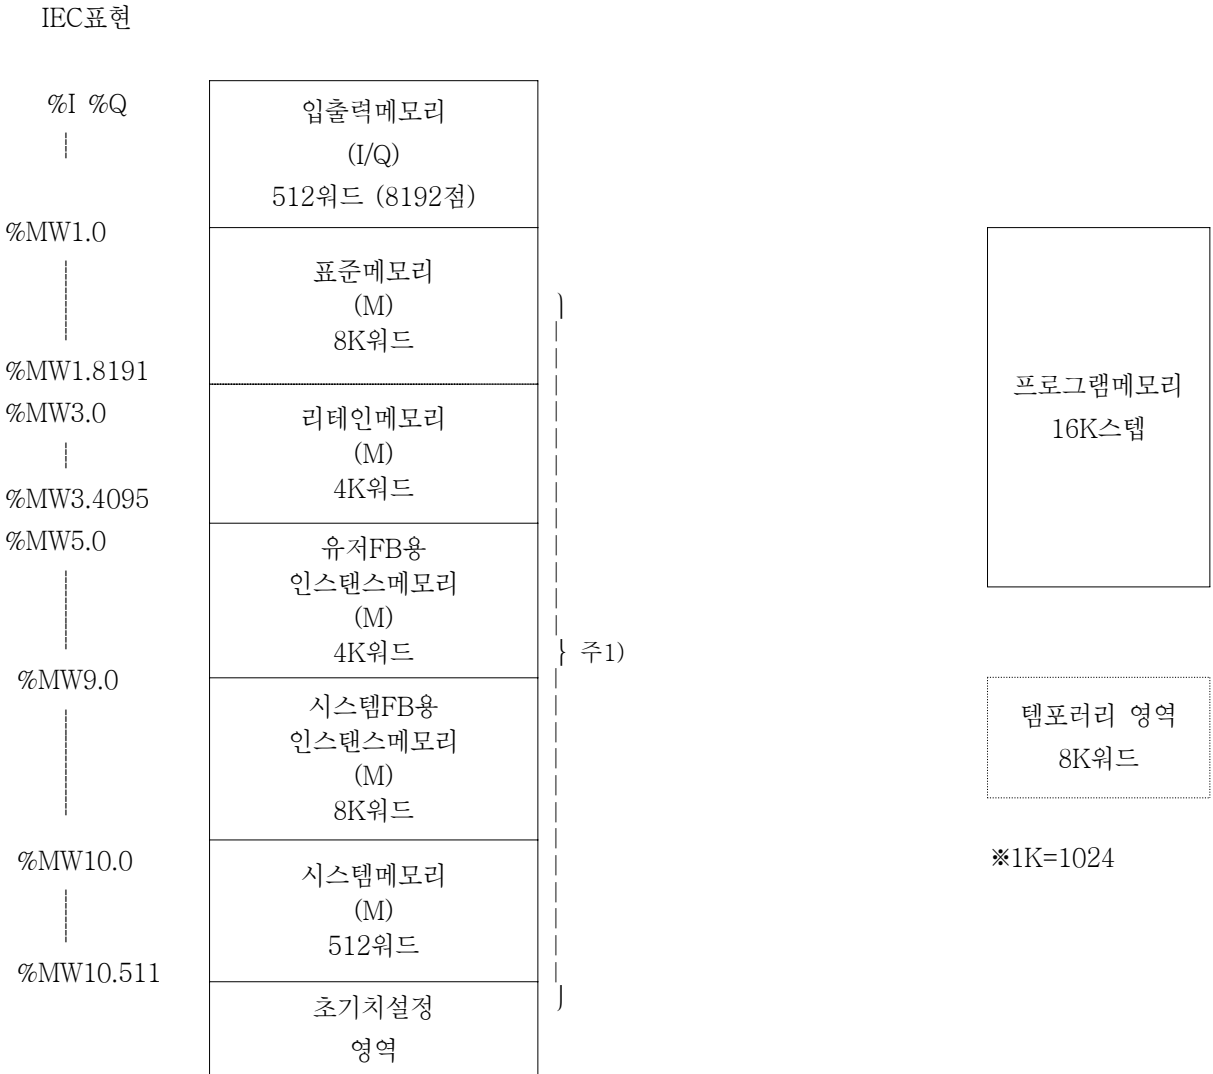 IEC표현
%I %Q
입출력메모리
(I/Q)
512워드 (8192점)
%MW1.0
표준메모리
(M)
8K워드
%MW1.8191
%MW3.0
리테인메모리
(M)
4K워드
%MW3.4095
%MW5.0
유저FB용
인스탠스메모리
(M)
4K워드
주1)
%MW9.0
시스템FB용
인스탠스메모리
(M)
8K워드
%MW10.0
시스템메모리
(M)
512워드
%MW10.511
초기치설정
영역
프로그램메모리
16K스텝
템포러리 영역
8K워드
※1K=1024